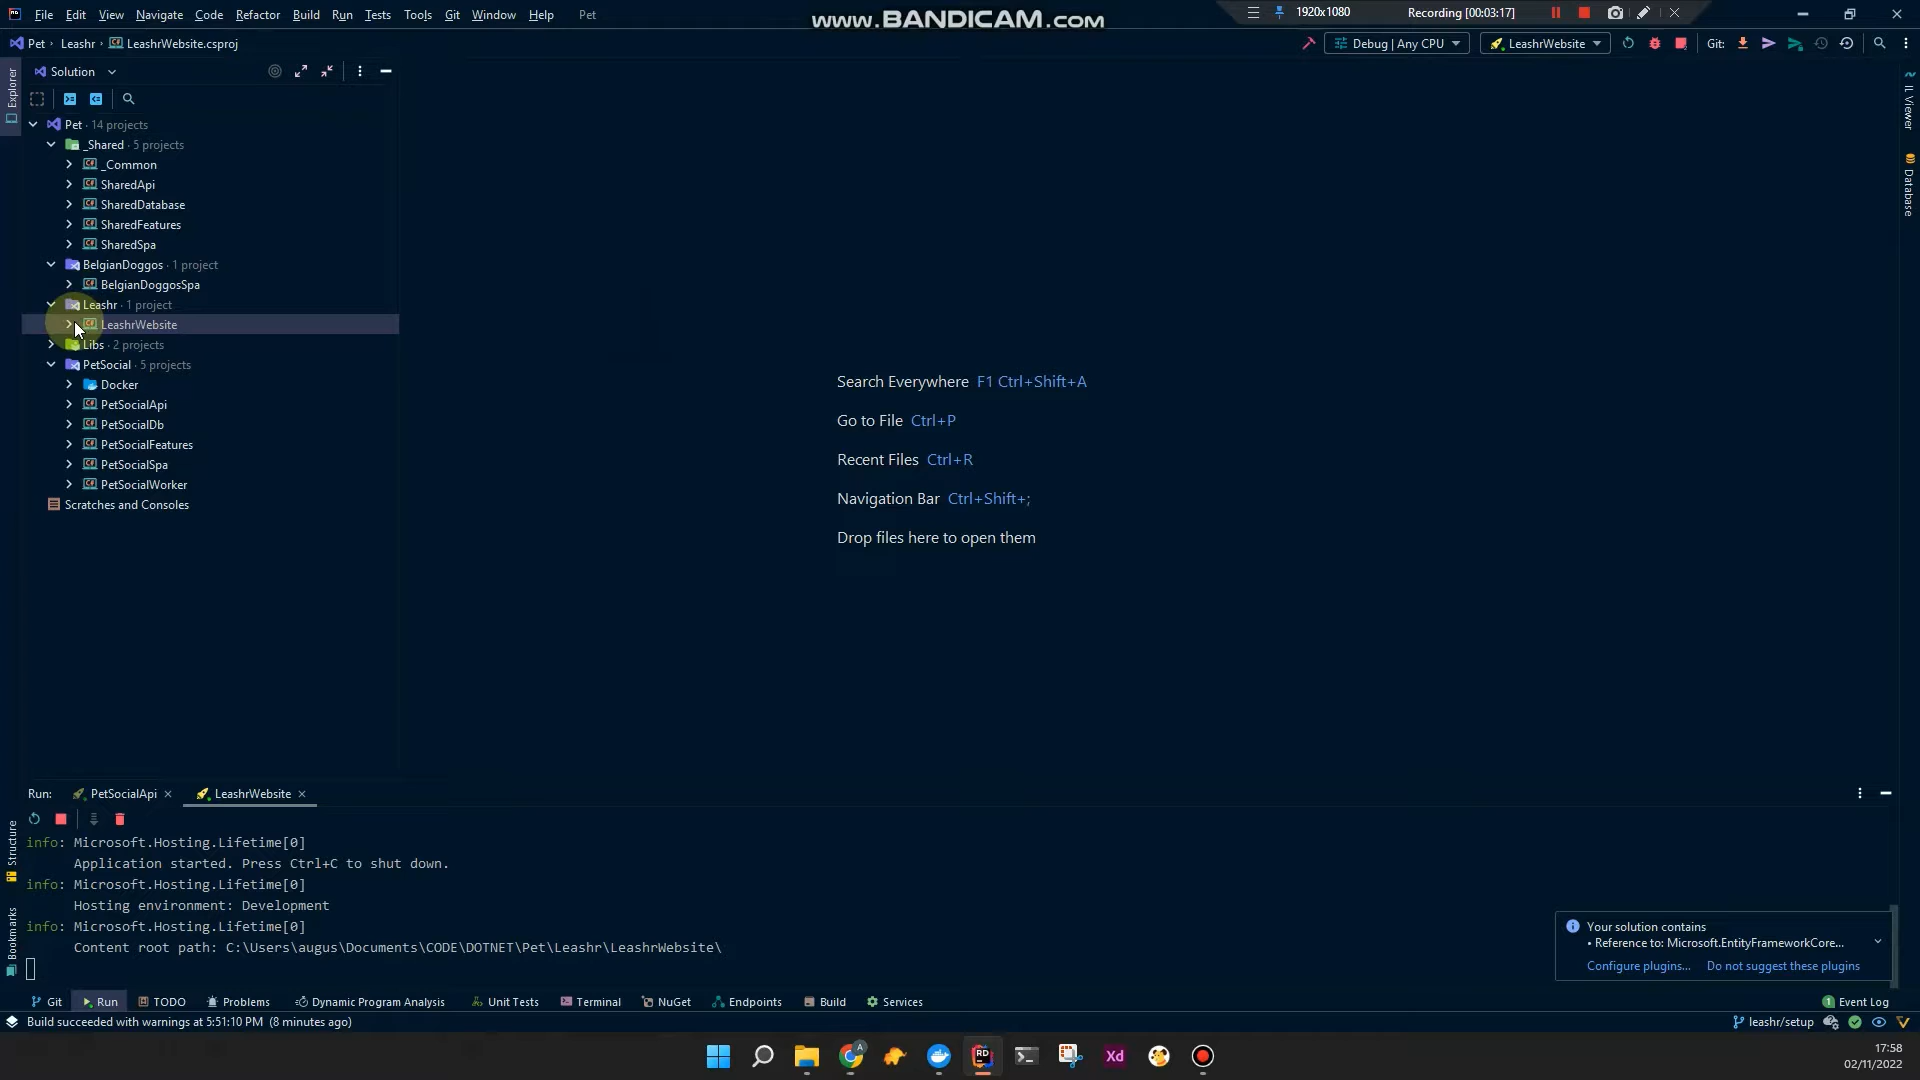 File Edit View Navigate Code Refactor Build Run Tests Tools Git Window Help Pet
www.BANDICAM.com
1920x1080 Recording [00:03:17]
Pet Leashr LeashrWebsite.csproj
Debug | Any CPU LeashrWebsite Git:
Explorer
Solution
IL Viewer
Database
Pet · 14 projects
_Shared · 5 projects
_Common
SharedApi
SharedDatabase
SharedFeatures
SharedSpa
BelgianDoggos · 1 project
BelgianDoggosSpa
Leashr · 1 project
LeashrWebsite
Libs · 2 projects
PetSocial · 5 projects
Docker
PetSocialApi
PetSocialDb
PetSocialFeatures
PetSocialSpa
PetSocialWorker
Scratches and Consoles
Search Everywhere F1 Ctrl+Shift+A
Go to File Ctrl+P
Recent Files Ctrl+R
Navigation Bar Ctrl+Shift+;
Drop files here to open them
Run: PetSocialApi LeashrWebsite
Structure
Bookmarks
info: Microsoft.Hosting.Lifetime[0]
Application started. Press Ctrl+C to shut down.
info: Microsoft.Hosting.Lifetime[0]
Hosting environment: Development
info: Microsoft.Hosting.Lifetime[0]
Content root path: C:\Users\augus\Documents\CODE\DOTNET\Pet\Leashr\LeashrWebsite\
Your solution contains
• Reference to: Microsoft.EntityFrameworkCore...
Configure plugins... Do not suggest these plugins
Git Run TODO Problems Dynamic Program Analysis Unit Tests Terminal NuGet Endpoints Build Services 1 Event Log
Build succeeded with warnings at 5:51:10 PM (8 minutes ago) leashr/setup
A RD Xd
17:58
02/11/2022